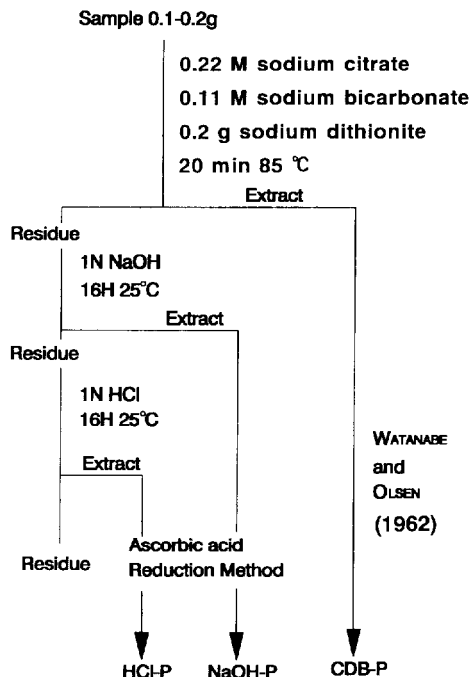 Sample 0.1-0.2g
0.22 M sodium citrate
0.11 M sodium bicarbonate
0.2 g sodium dithionite
20 min 85 ℃
Extract
Residue
1N NaOH
16H 25℃
Extract
Residue
1N HCl
16H 25℃
WATANABE
and
OLSEN
(1962)
Extract
Ascorbic acid
Reduction Method
Residue
HCl-P NaOH-P CDB-P